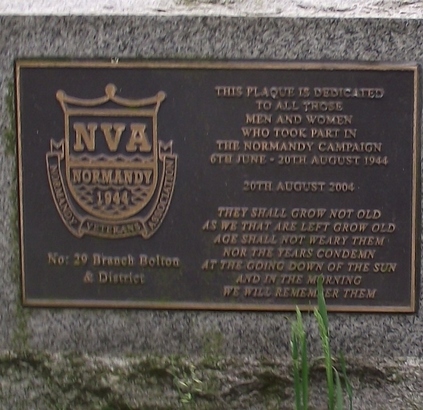 NVA
NORMANDY
1944
NORMANDY VETERANS ASSOCIATION
No: 29 Branch Bolton
& District
THIS PLAQUE IS DEDICATED
TO ALL THOSE
MEN AND WOMEN
WHO TOOK PART IN
THE NORMANDY CAMPAIGN
6TH JUNE - 20TH AUGUST 1944
20TH AUGUST 2004
THEY SHALL GROW NOT OLD
AS WE THAT ARE LEFT GROW OLD
AGE SHALL NOT WEARY THEM
NOR THE YEARS CONDEMN
AT THE GOING DOWN OF THE SUN
AND IN THE MORNING
WE WILL REMEMBER THEM